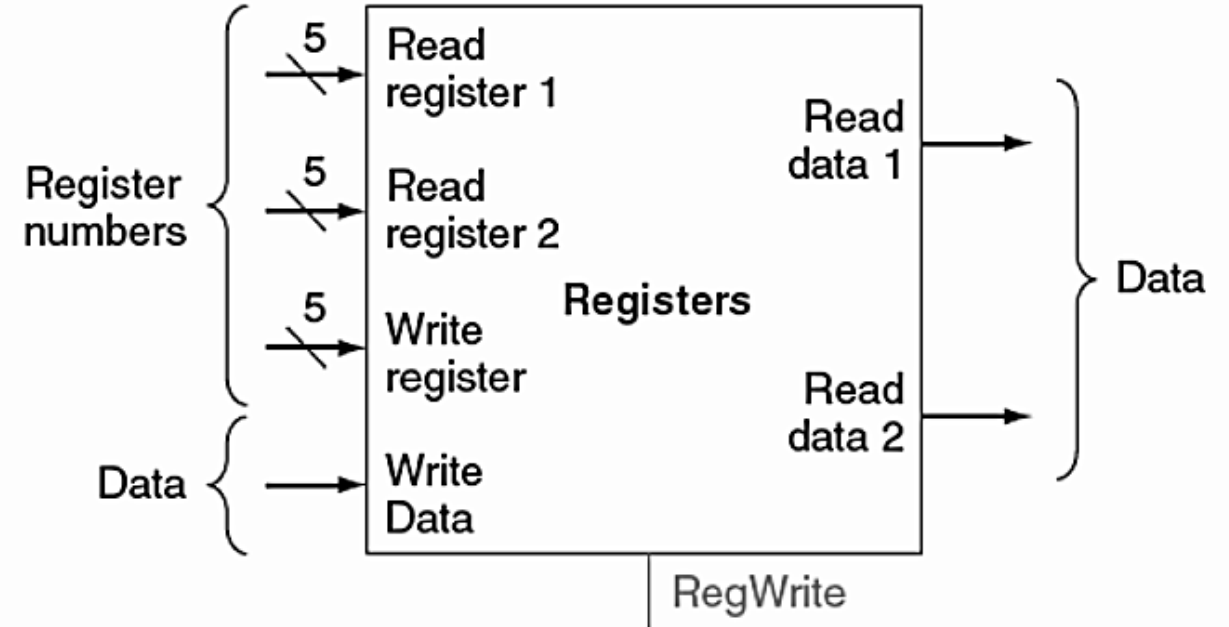 5
Read
register 1
5
Read
register 2
5
Write
register
Write
Data
Register
numbers
Data
Registers
Read
data 1
Read
data 2
Data
RegWrite